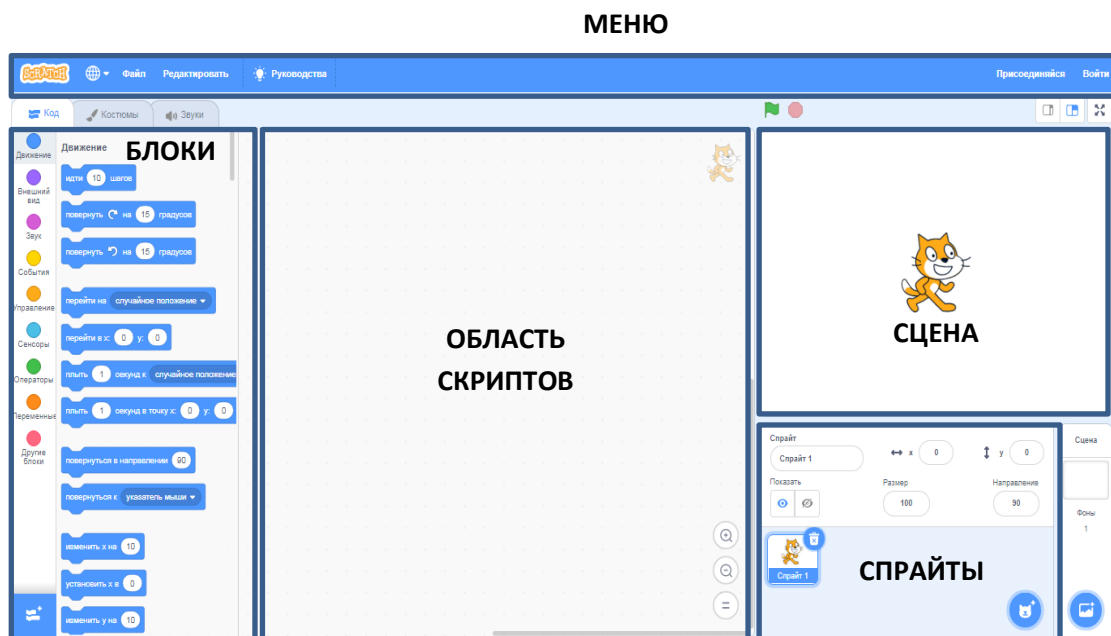 МЕНЮ
SCRATCH Файл Редактировать Руководства Присоединяйся Войти
Код Костюмы Звуки
Движение
Внешний
вид
Звук
События
Управление
Сенсоры
Операторы
Переменные
Другие
блоки
БЛОКИ
Движение
идти 10 шагов
повернуть на 15 градусов
повернуть на 15 градусов
перейти на случайное положение
перейти в x: 0 y: 0
плыть 1 секунд к случайное положение
плыть 1 секунд в точку x: 0 y: 0
повернуться в направлении 90
повернуться к указатель мыши
изменить x на 10
установить x в 0
изменить y на 10
ОБЛАСТЬ
СКРИПТОВ
СЦЕНА
Спрайт
Спрайт 1 x 0 y 0
Показать Размер Направление
100 90
Спрайт 1
СПРАЙТЫ
Сцена
Фоны
1